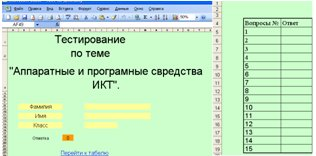 Файл Правка Вид Вставка Формат Сервис Данные Окно Справка
AF49
Тестирование
по теме
"Аппаратные и програмные свредства
ИКТ".
Фамилия
Имя
Класс
Отметка 0
Перейти к таблю
Вопросы № Ответ
1
2
3
4
5
6
7
8
9
10
11
12
13
14
15